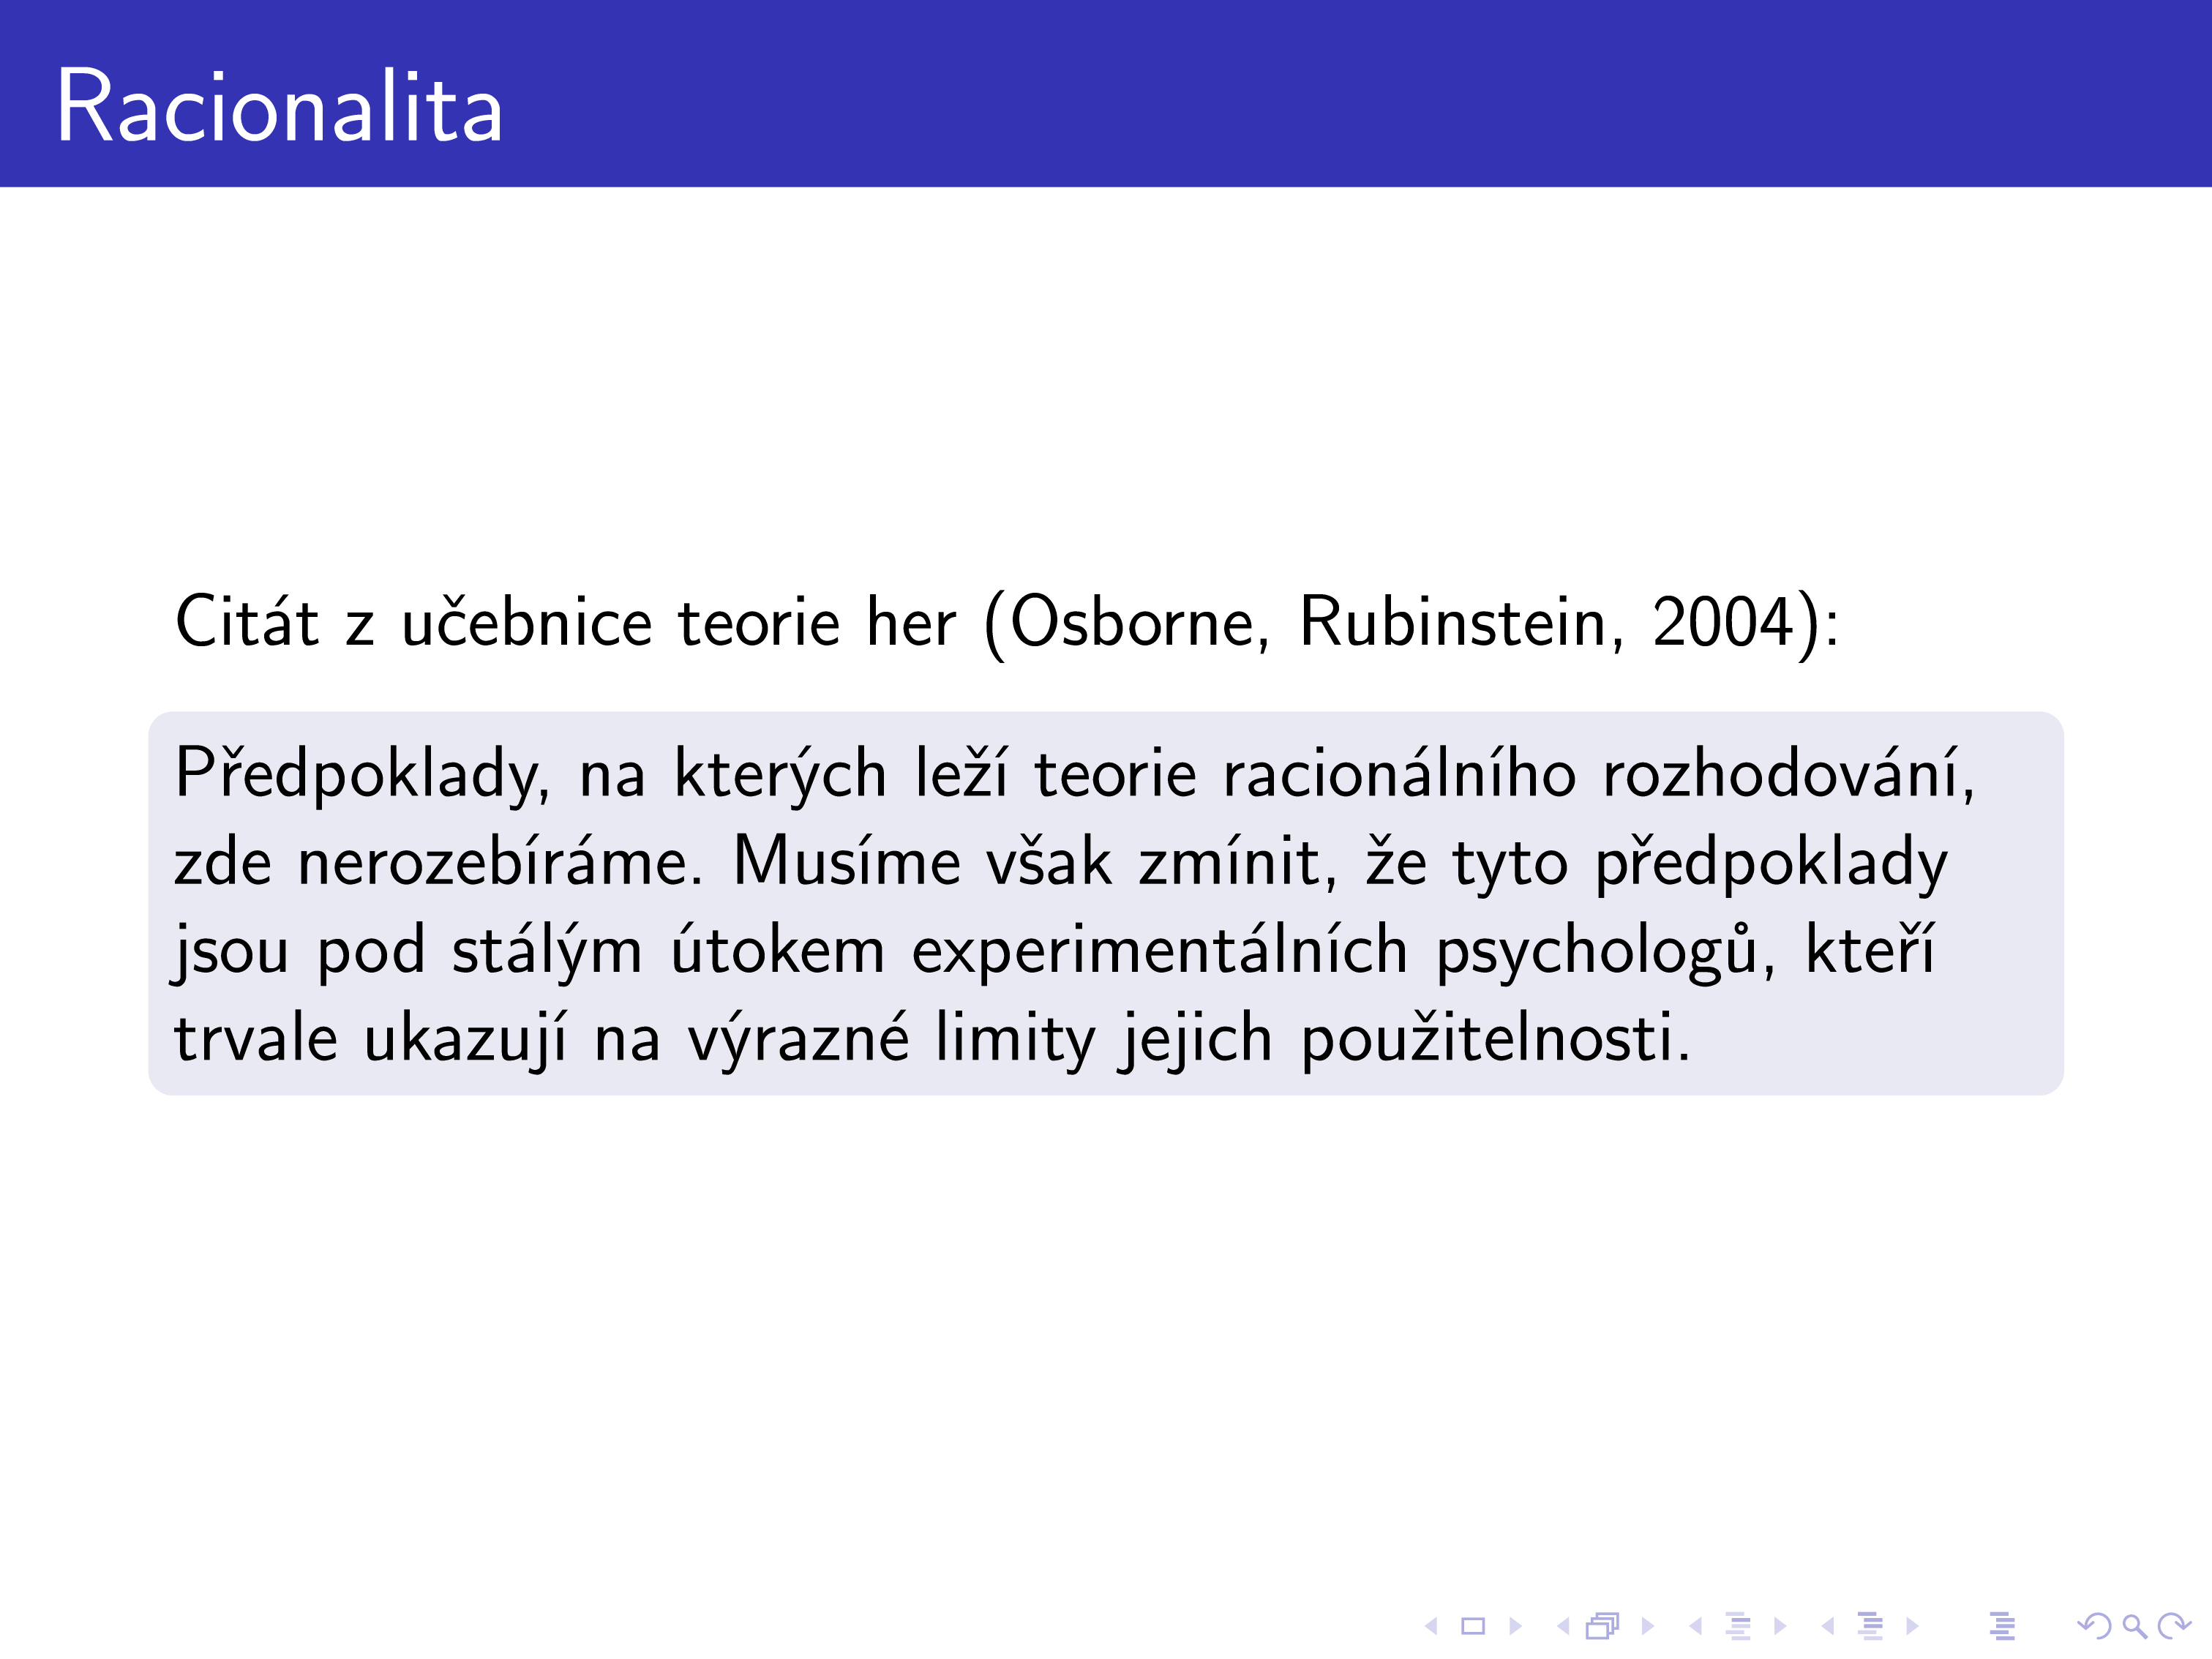 Racionalita
Citát z učebnice teorie her (Osborne, Rubinstein, 2004):
Předpoklady, na kterých leží teorie racionálního rozhodování,
zde nerozebíráme. Musíme však zmínit, že tyto předpoklady
jsou pod stálým útokem experimentálních psychologů, kteří
trvale ukazují na výrazné limity jejich použitelnosti.